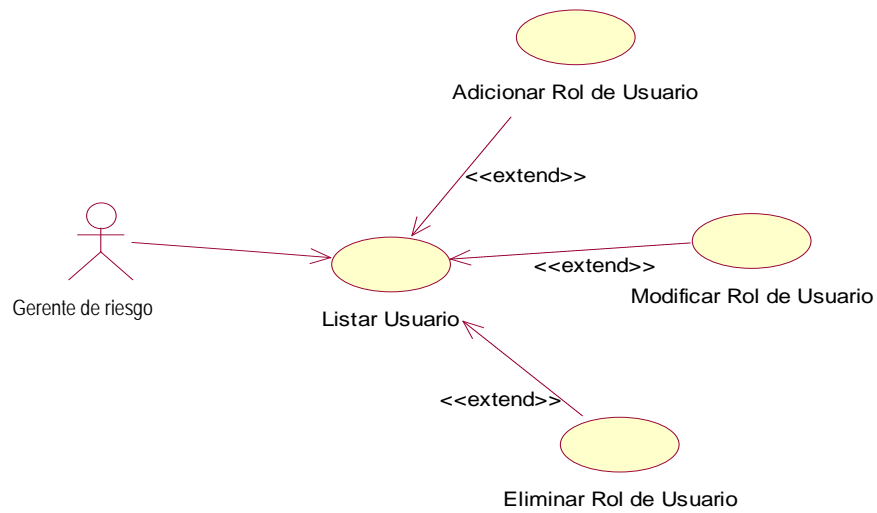 Adicionar Rol de Usuario
<<extend>>
<<extend>>
Modificar Rol de Usuario
Gerente de riesgo
Listar Usuario
<<extend>>
Eliminar Rol de Usuario